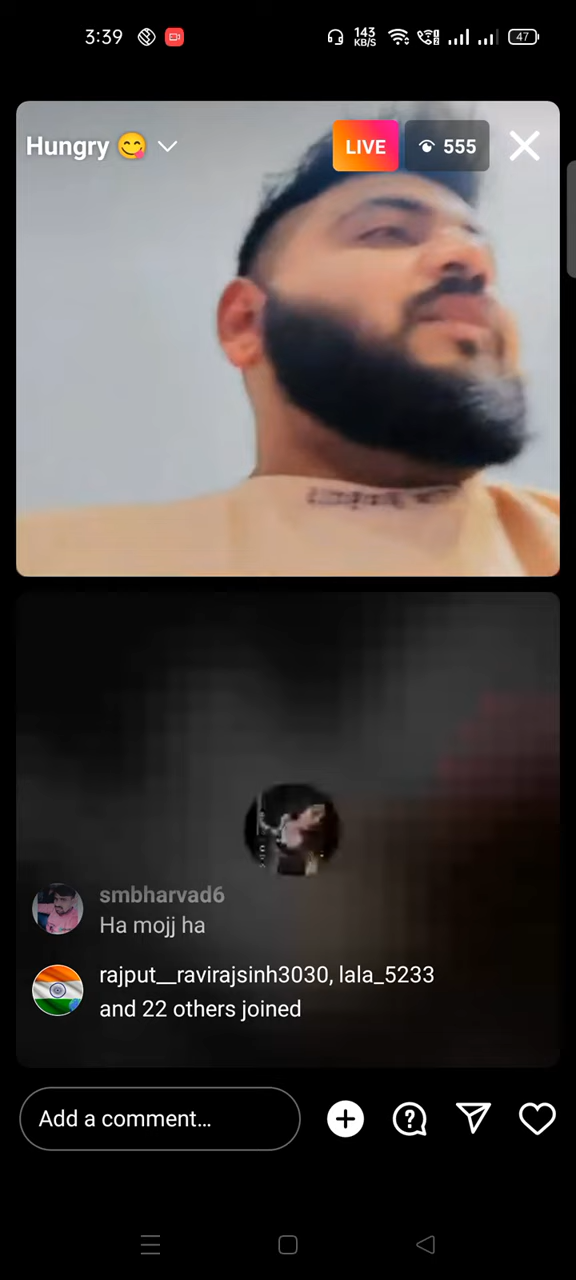 3:39
143
KB/S
47
Hungry 😋
LIVE
555
smbharvad6
Ha mojj ha
rajput__ravirajsinh3030, lala_5233
and 22 others joined
Add a comment...